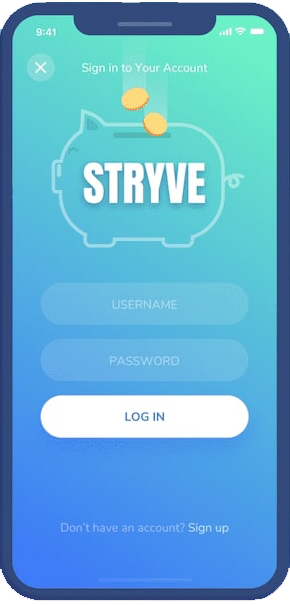 9:41
Sign in to Your Account
STRYVE
USERNAME
PASSWORD
LOG IN
Don't have an account? Sign up